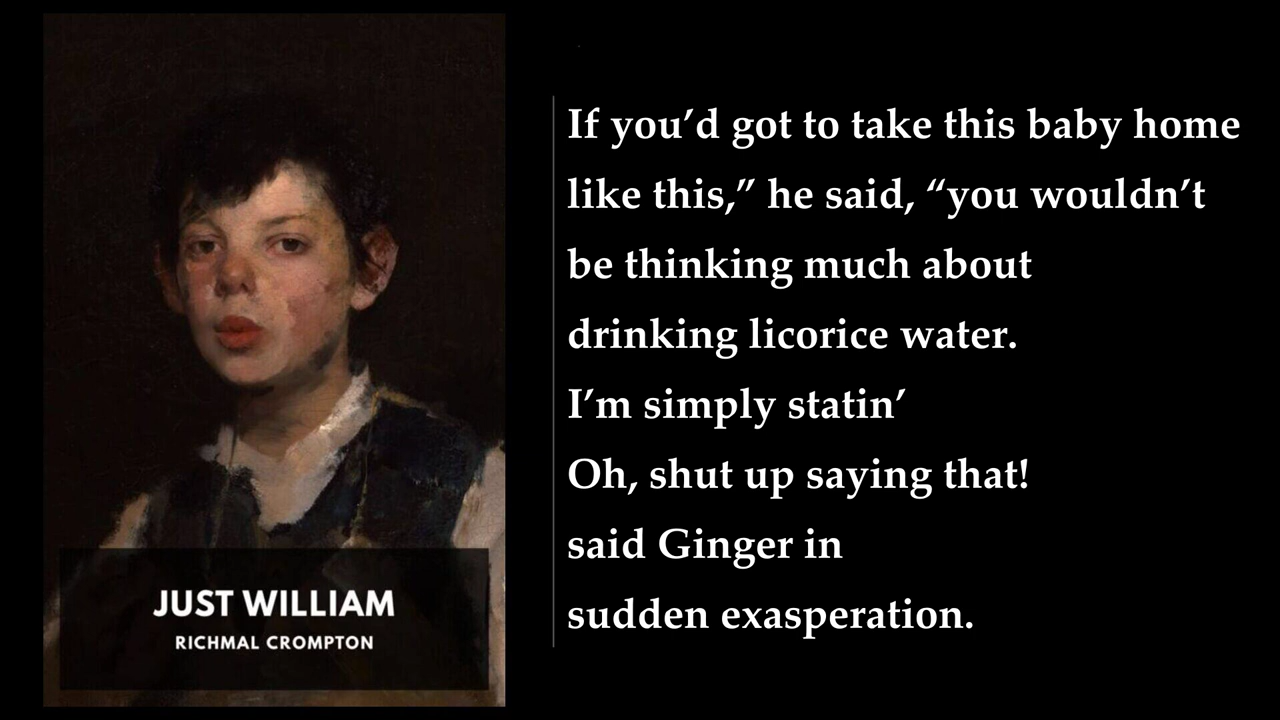 JUST WILLIAM
RICHMAL CROMPTON
If you’d got to take this baby home
like this,” he said, “you wouldn’t
be thinking much about
drinking licorice water.
I’m simply statin’
Oh, shut up saying that!
said Ginger in
sudden exasperation.